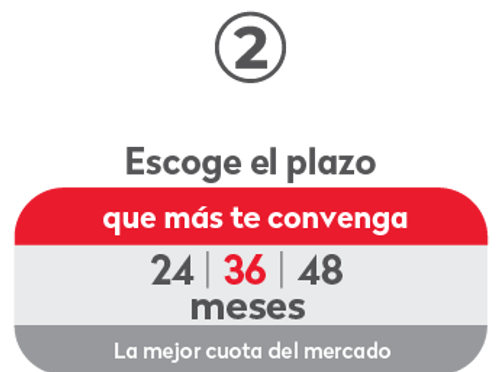 2
Escoge el plazo
que más te convenga
24 | 36 | 48
meses
La mejor cuota del mercado